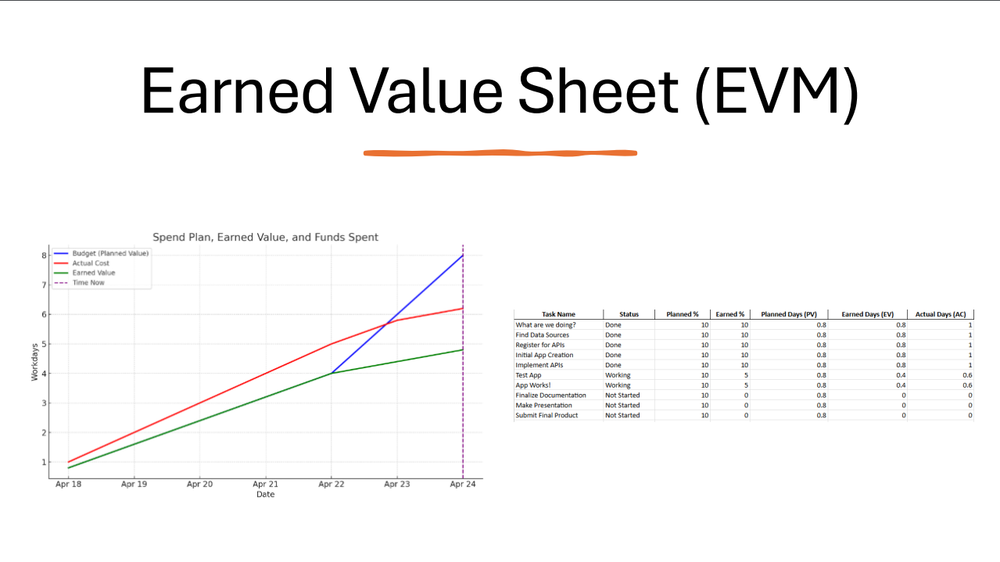 Earned Value Sheet (EVM)
Spend Plan, Earned Value, and Funds Spent
Budget (Planned Value)
Actual Cost
Earned Value
Time Now
8
7
6
5
4
3
2
1
Workdays
Apr 18 Apr 19 Apr 20 Apr 21 Apr 22 Apr 23 Apr 24
Date
Task Name Status Planned % Earned % Planned Days (PV) Earned Days (EV) Actual Days (AC)
What are we doing? Done 10 10 0.8 0.8 1
Find Data Sources Done 10 10 0.8 0.8 1
Register for APIs Done 10 10 0.8 0.8 1
Initial App Creation Done 10 10 0.8 0.8 1
Implement APIs Done 10 10 0.8 0.8 1
Test App Working 10 5 0.8 0.4 0.6
App Works! Working 10 5 0.8 0.4 0.6
Finalize Documentation Not Started 10 0 0.8 0 0
Make Presentation Not Started 10 0 0.8 0 0
Submit Final Product Not Started 10 0 0.8 0 0